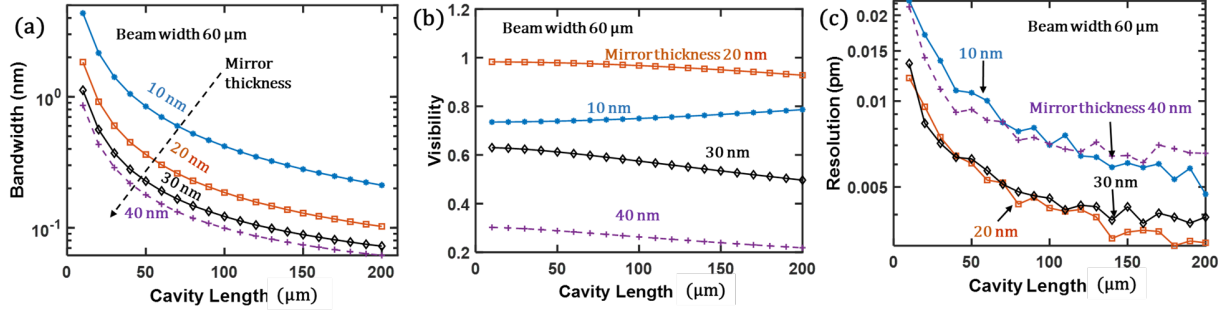 (a)
Beam width 60 μm
Mirror
thickness
10 nm
20 nm
30 nm
40 nm
Bandwidth (nm)
10⁰
10⁻¹
0 50 100 150 200
Cavity Length (μm)
(b)
Beam width 60 μm
Mirror thickness 20 nm
10 nm
30 nm
40 nm
Visibility
1
0.8
0.6
0.4
0.2
0 50 100 150 200
Cavity Length (μm)
(c)
Beam width 60 μm
10 nm
Mirror thickness 40 nm
30 nm
20 nm
Resolution (pm)
0.02
0.015
0.01
0.005
0 50 100 150 200
Cavity Length (μm)